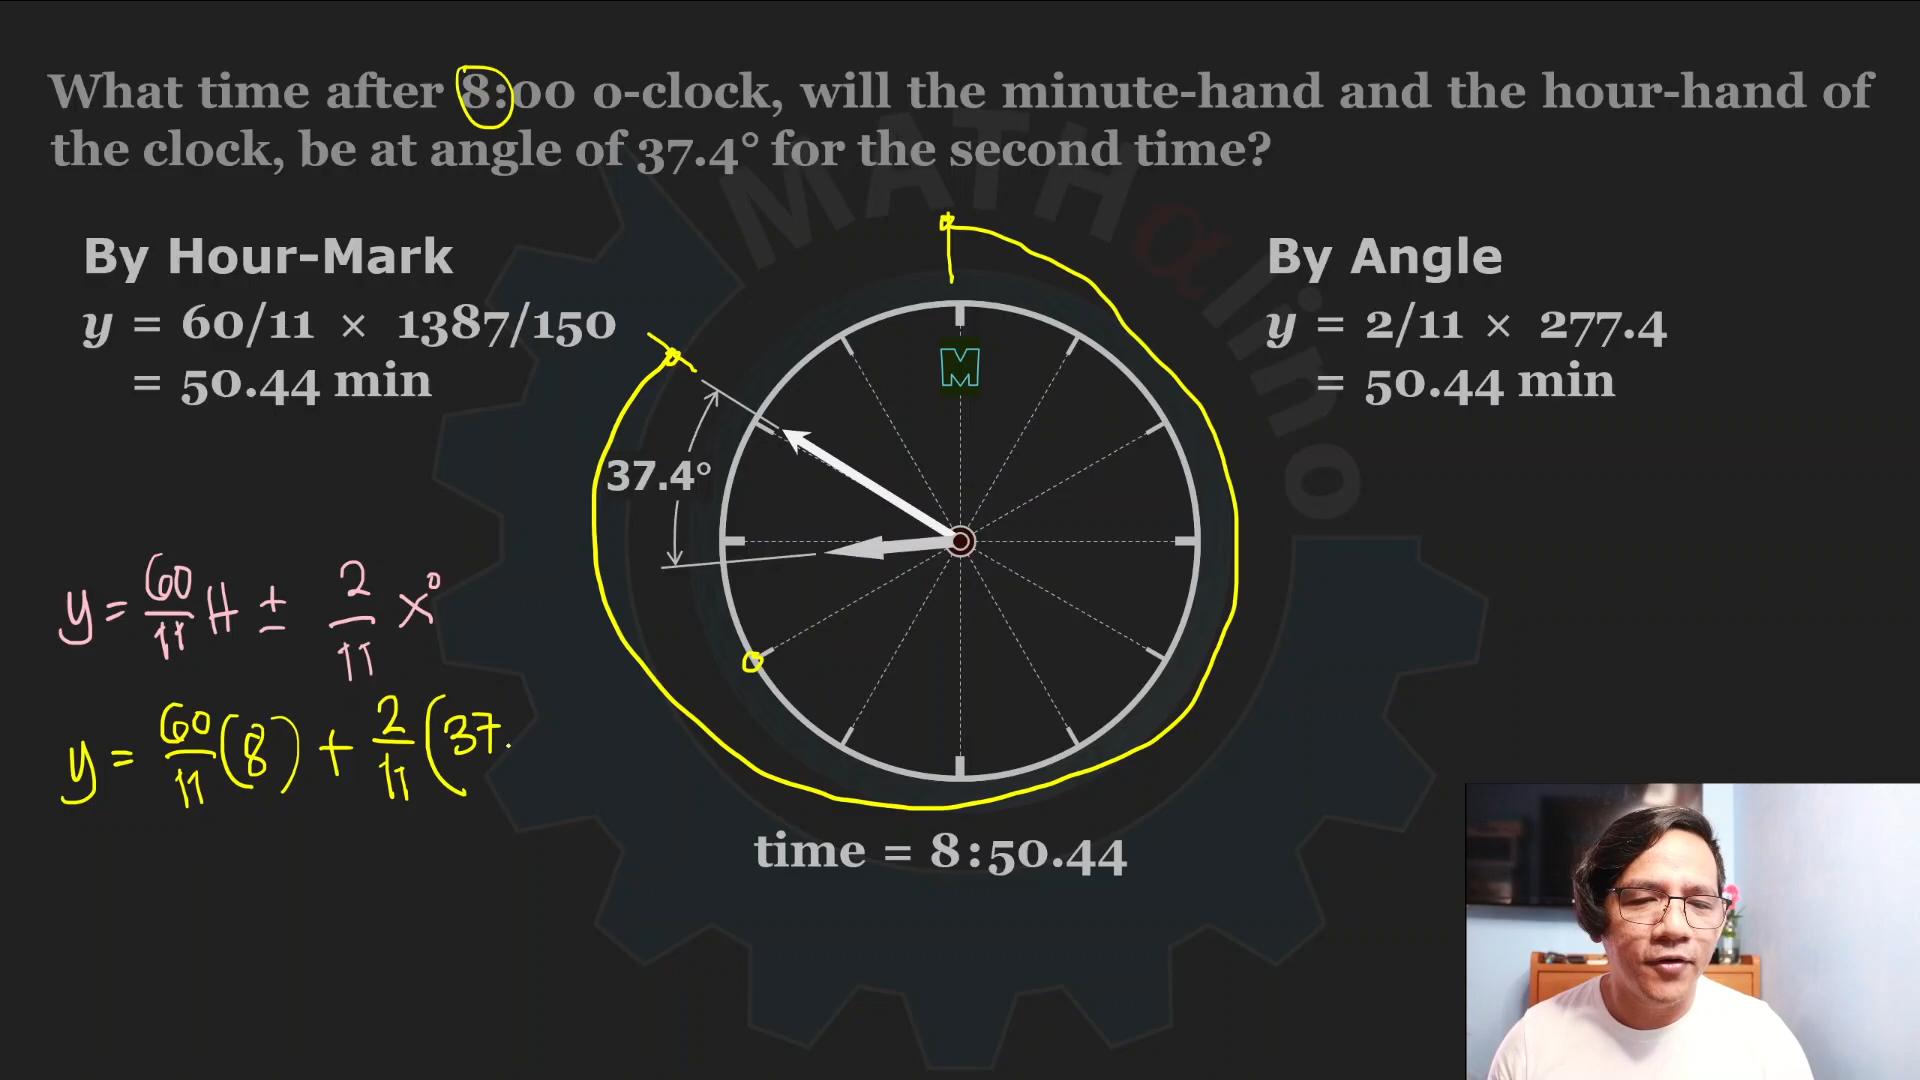 What time after 8:00 o-clock, will the minute-hand and the hour-hand of
the clock, be at angle of 37.4° for the second time?
MATHalino
By Hour-Mark
y = 60/11 × 1387/150
= 50.44 min
By Angle
y = 2/11 × 277.4
= 50.44 min
M
37.4°
y = 60/11 H ± 2/11 x°
y = 60/11 (8) + 2/11 (37.
time = 8:50.44